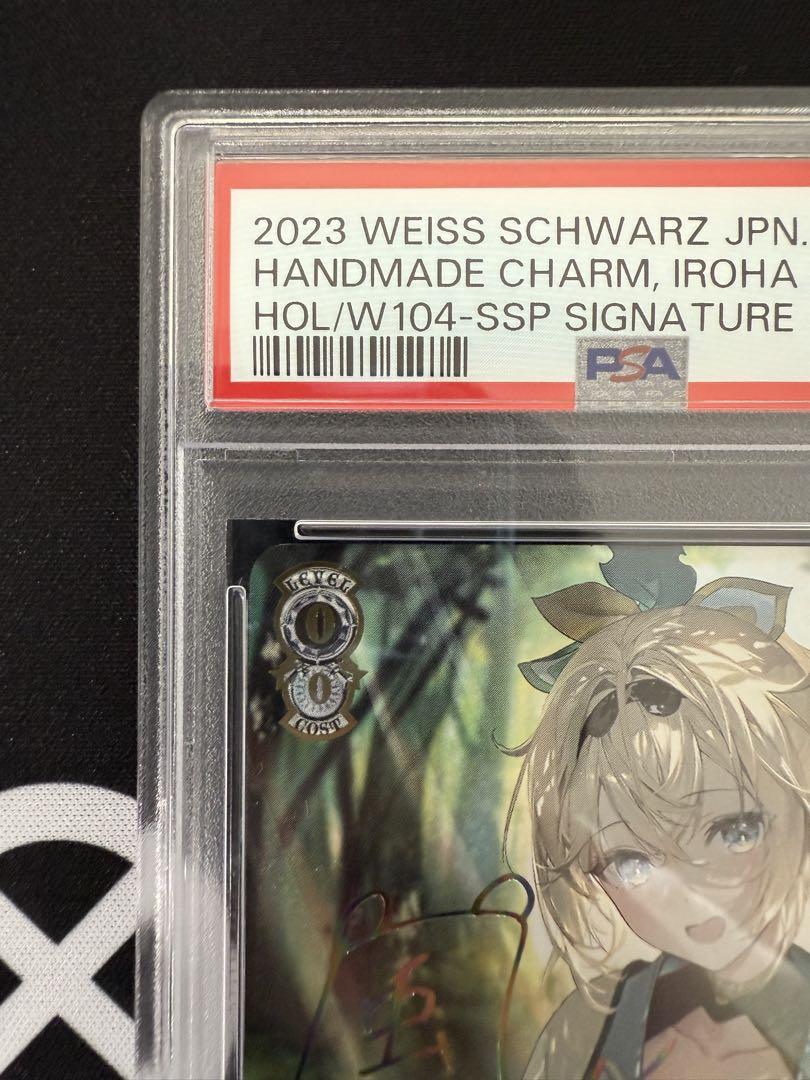 2023 WEISS SCHWARZ JPN.
HANDMADE CHARM, IROHA
HOL/W104-SSP SIGNATURE
PSA
LEVEL
0
0
COST